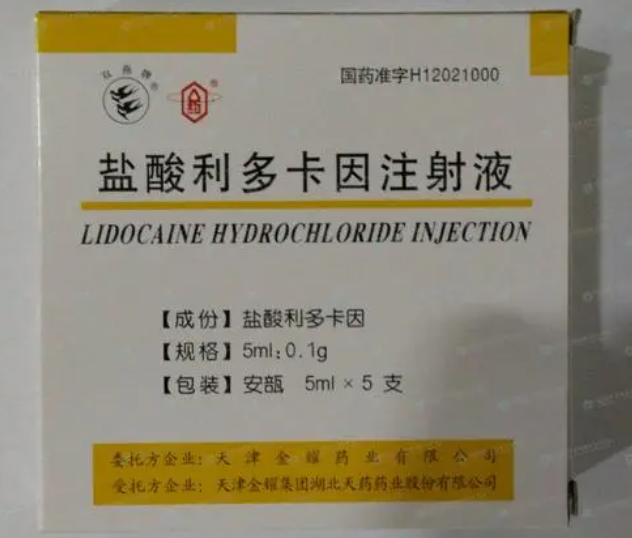 双燕牌
国药准字H12021000
盐酸利多卡因注射液
LIDOCAINE HYDROCHLORIDE INJECTION
【成份】盐酸利多卡因
【规格】5ml:0.1g
【包装】安瓿 5ml×5 支
委托方企业:天津金耀药业有限公司
受托方企业:天津金耀集团湖北天药药业股份有限公司